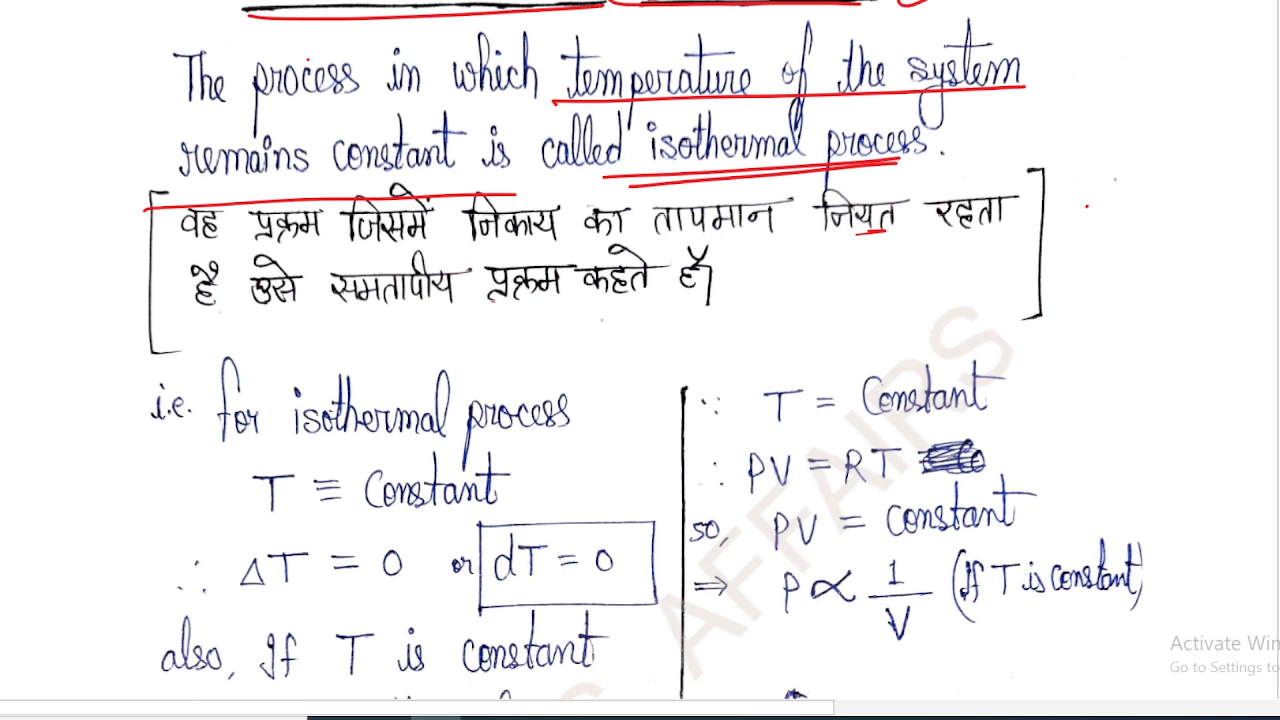 The process in which temperature of the system
remains constant is called isothermal process.
[वह प्रक्रम जिसमें निकाय का तापमान नियत रहता
है उसे समतापीय प्रक्रम कहते हैं।]
i.e. for isothermal process
T ≡ Constant
∴ ΔT = 0 or dT = 0
also, If T is constant
∵ T = Constant
∴ PV = RT
so, PV = constant
⇒ P ∝ 1/V (If T is constant)
AFFAIRS
Activate Win
Go to Settings to